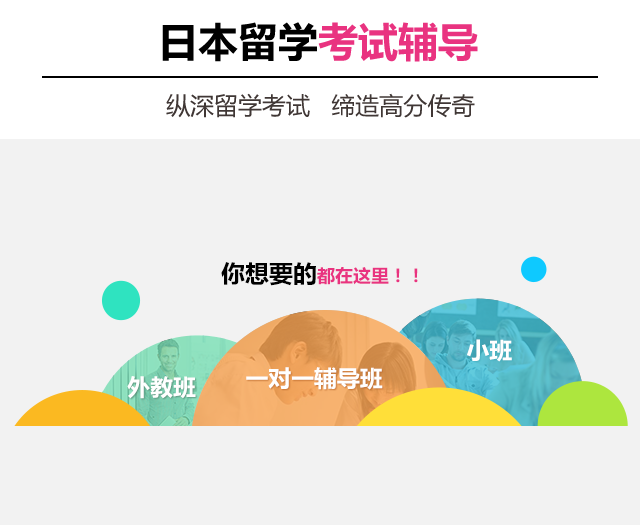 日本留学考试辅导
纵深留学考试 缔造高分传奇
你想要的都在这里！！
小班
外教班
一对一辅导班